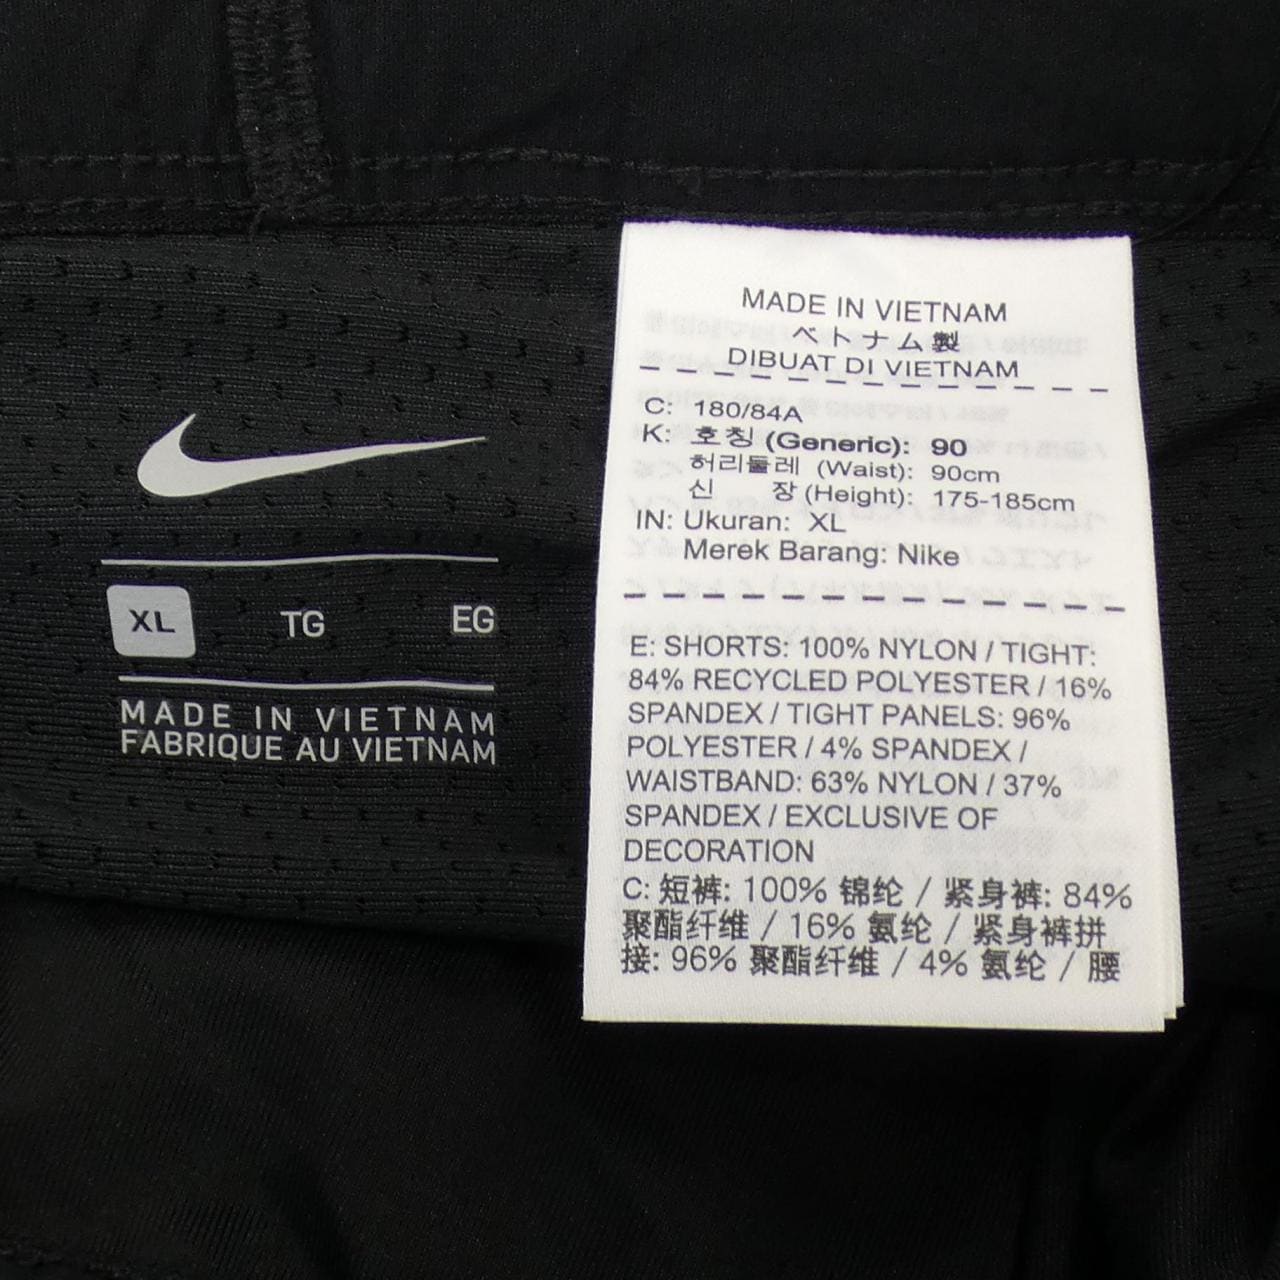 XL TG EG
MADE IN VIETNAM
FABRIQUE AU VIETNAM
MADE IN VIETNAM
ベトナム製
DIBUAT DI VIETNAM
C: 180/84A
K: 호칭 (Generic): 90
허리둘레 (Waist): 90cm
신 장 (Height): 175-185cm
IN: Ukuran: XL
Merek Barang: Nike
E: SHORTS: 100% NYLON / TIGHT:
84% RECYCLED POLYESTER / 16%
SPANDEX / TIGHT PANELS: 96%
POLYESTER / 4% SPANDEX /
WAISTBAND: 63% NYLON / 37%
SPANDEX / EXCLUSIVE OF
DECORATION
C: 短裤: 100% 锦纶 / 紧身裤: 84%
聚酯纤维 / 16% 氨纶 / 紧身裤拼
接: 96% 聚酯纤维 / 4% 氨纶 / 腰